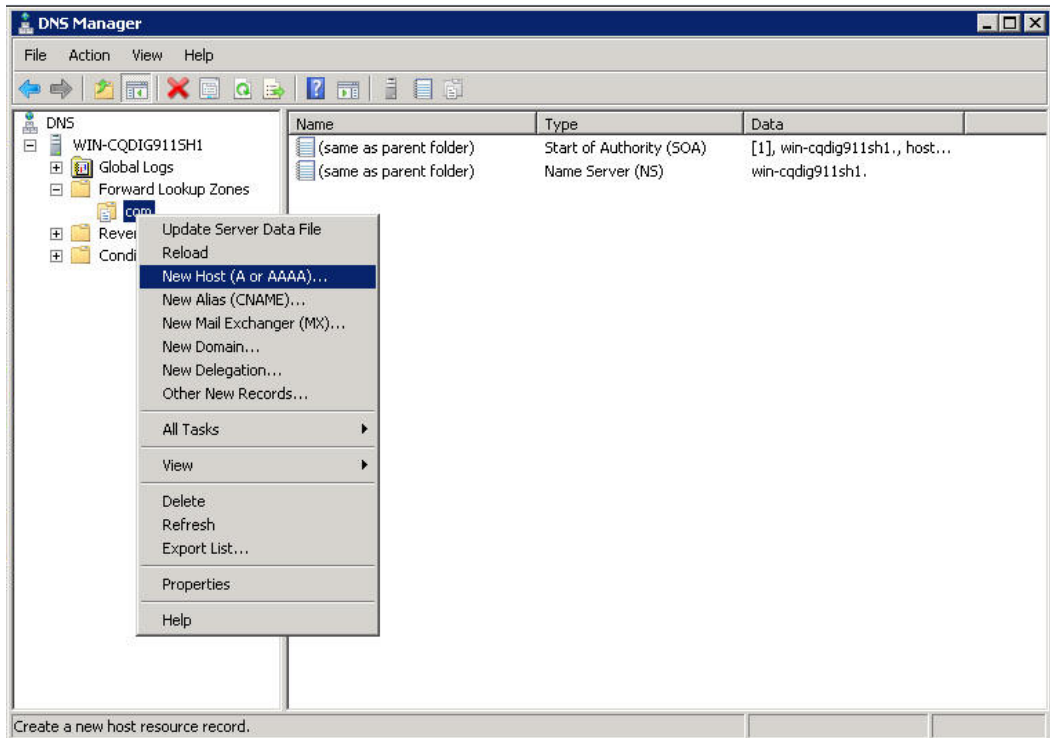 DNS Manager
File Action View Help
DNS
WIN-CQDIG911SH1
Global Logs
Forward Lookup Zones
com
Rever
Condi
Name Type Data
(same as parent folder) Start of Authority (SOA) [1], win-cqdig911sh1., host...
(same as parent folder) Name Server (NS) win-cqdig911sh1.
Update Server Data File
Reload
New Host (A or AAAA)...
New Alias (CNAME)...
New Mail Exchanger (MX)...
New Domain...
New Delegation...
Other New Records...
All Tasks
View
Delete
Refresh
Export List...
Properties
Help
Create a new host resource record.